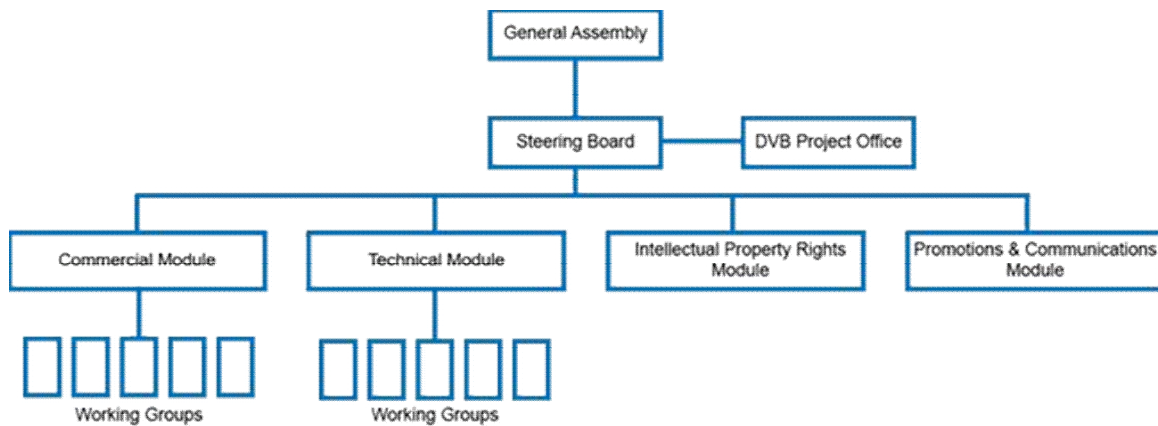 General Assembly
Steering Board
DVB Project Office
Commercial Module
Technical Module
Intellectual Property Rights
Module
Promotions & Communications
Module
Working Groups
Working Groups